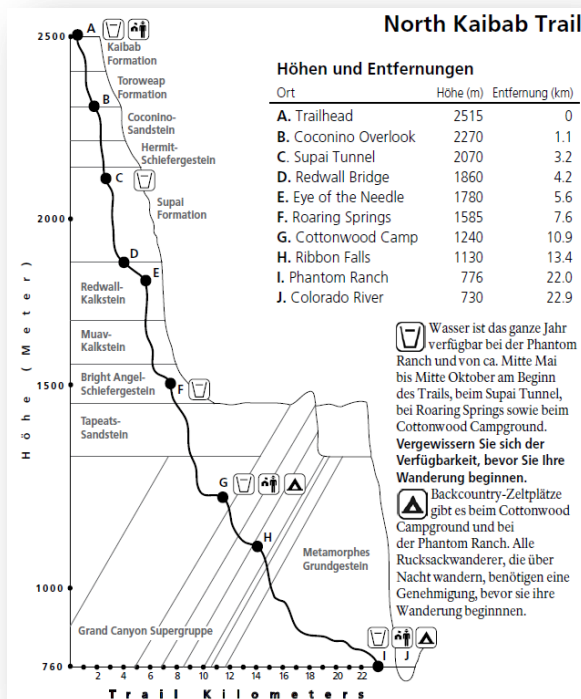 North Kaibab Trail
Höhen und Entfernungen
Ort Höhe (m) Entfernung (km)
A. Trailhead 2515 0
B. Coconino Overlook 2270 1.1
C. Supai Tunnel 2070 3.2
D. Redwall Bridge 1860 4.2
E. Eye of the Needle 1780 5.6
F. Roaring Springs 1585 7.6
G. Cottonwood Camp 1240 10.9
H. Ribbon Falls 1130 13.4
I. Phantom Ranch 776 22.0
J. Colorado River 730 22.9
Wasser ist das ganze Jahr
verfügbar bei der Phantom
Ranch und von ca. Mitte Mai
bis Mitte Oktober am Beginn
des Trails, beim Supai Tunnel,
bei Roaring Springs sowie beim
Cottonwood Campground.
Vergewissern Sie sich der
Verfügbarkeit, bevor Sie Ihre
Wanderung beginnen.
Backcountry-Zeltplätze
gibt es beim Cottonwood
Campground und bei
der Phantom Ranch. Alle
Rucksackwanderer, die über
Nacht wandern, benötigen eine
Genehmigung, bevor sie ihre
Wanderung beginnnen.
Höhe (Meter)
2500
2000
1500
1000
760
A
Kaibab
Formation
Toroweap
Formation
B
Coconino-
Sandstein
Hermit-
Schiefergestein
C
Supai
Formation
D
E
Redwall-
Kalkstein
Muav-
Kalkstein
Bright Angel-
Schiefergestein
F
Tapeats-
Sandstein
G
H
Metamorphes
Grundgestein
Grand Canyon Supergruppe
I J
2 4 6 8 10 12 14 16 18 20 22
Trail Kilometers